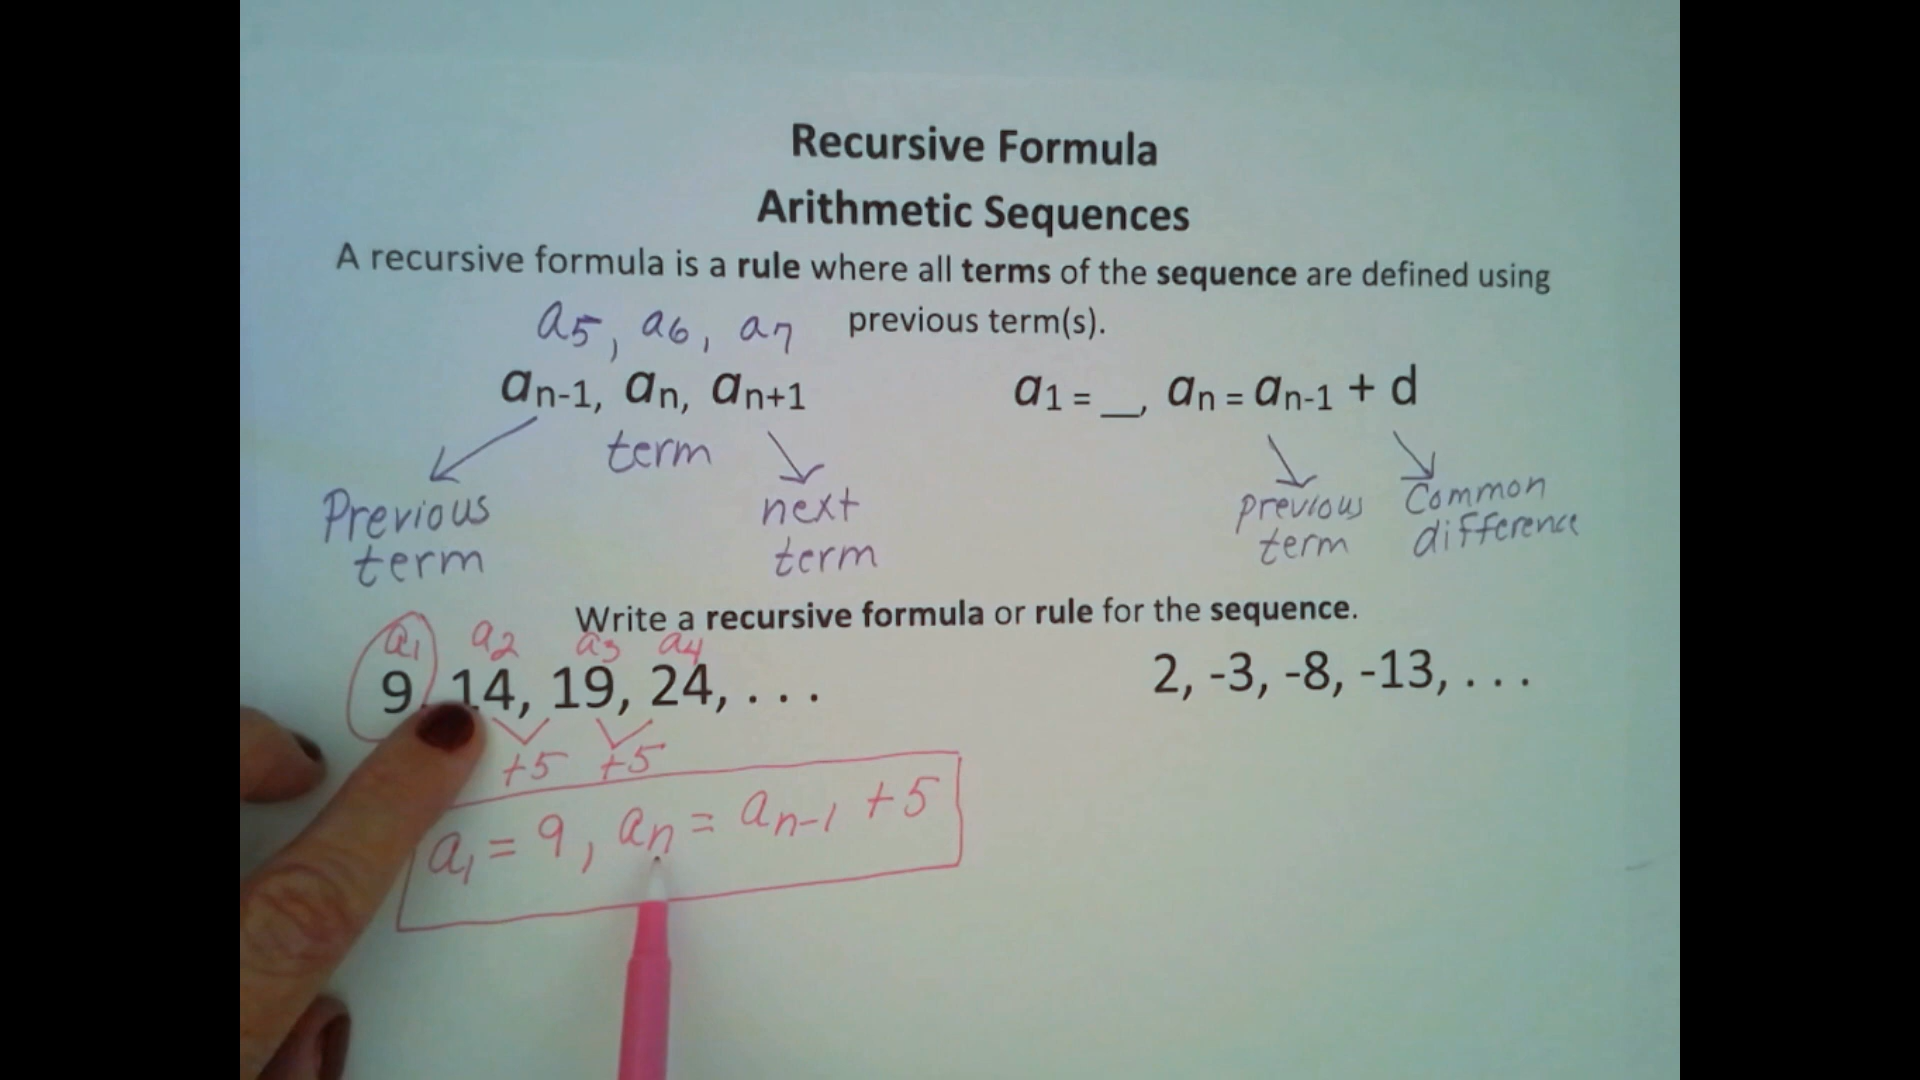 Recursive Formula
Arithmetic Sequences
A recursive formula is a rule where all terms of the sequence are defined using
a5, a6, a7 previous term(s).
an-1, an, an+1 a1 = __, an = an-1 + d
term
Previous term
next term
previous term
Common difference
Write a recursive formula or rule for the sequence.
a1 a2 a3 a4
9 14, 19, 24, . . . 2, -3, -8, -13, . . .
+5 +5
a1 = 9, an = an-1 +5